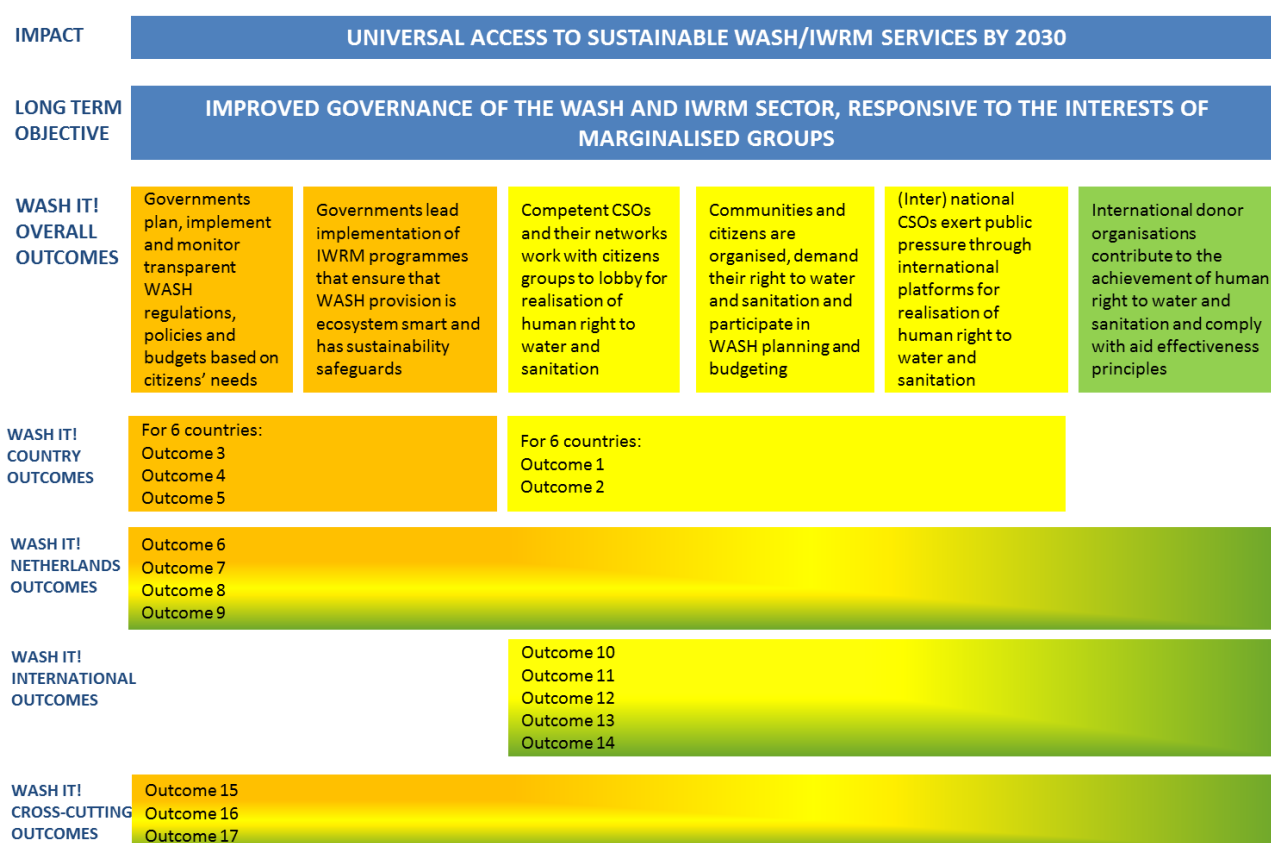 IMPACT
UNIVERSAL ACCESS TO SUSTAINABLE WASH/IWRM SERVICES BY 2030
LONG TERM
OBJECTIVE
IMPROVED GOVERNANCE OF THE WASH AND IWRM SECTOR, RESPONSIVE TO THE INTERESTS OF
MARGINALISED GROUPS
WASH IT!
OVERALL
OUTCOMES
Governments
plan, implement
and monitor
transparent
WASH
regulations,
policies and
budgets based on
citizens' needs
Governments lead
implementation of
IWRM programmes
that ensure that
WASH provision is
ecosystem smart and
has sustainability
safeguards
Competent CSOs
and their networks
work with citizens
groups to lobby for
realisation of
human right to
water and
sanitation
Communities and
citizens are
organised, demand
their right to water
and sanitation and
participate in
WASH planning and
budgeting
(Inter) national
CSOs exert public
pressure through
international
platforms for
realisation of
human right to
water and
sanitation
International donor
organisations
contribute to the
achievement of human
right to water and
sanitation and comply
with aid effectiveness
principles
WASH IT!
COUNTRY
OUTCOMES
For 6 countries:
Outcome 3
Outcome 4
Outcome 5
For 6 countries:
Outcome 1
Outcome 2
WASH IT!
NETHERLANDS
OUTCOMES
Outcome 6
Outcome 7
Outcome 8
Outcome 9
WASH IT!
INTERNATIONAL
OUTCOMES
Outcome 10
Outcome 11
Outcome 12
Outcome 13
Outcome 14
WASH IT!
CROSS-CUTTING
OUTCOMES
Outcome 15
Outcome 16
Outcome 17